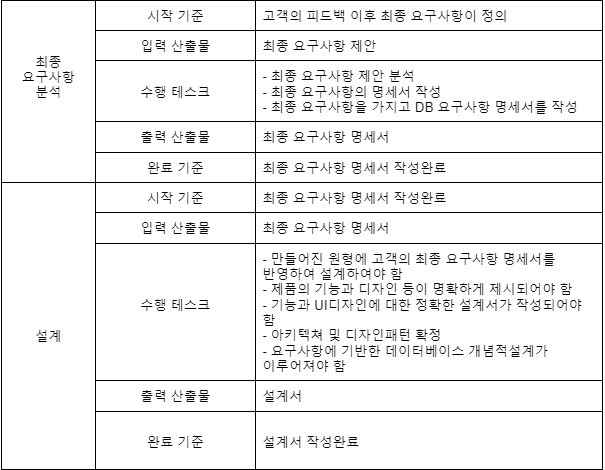 최종
요구사항
분석
시작 기준
고객의 피드백 이후 최종 요구사항이 정의
입력 산출물
최종 요구사항 제안
수행 테스크
- 최종 요구사항 제안 분석
- 최종 요구사항의 명세서 작성
- 최종 요구사항을 가지고 DB 요구사항 명세서를 작성
출력 산출물
최종 요구사항 명세서
완료 기준
최종 요구사항 명세서 작성완료
설계
시작 기준
최종 요구사항 명세서 작성완료
입력 산출물
최종 요구사항 명세서
수행 테스크
- 만들어진 원형에 고객의 최종 요구사항 명세서를
반영하여 설계하여야 함
- 제품의 기능과 디자인 등이 명확하게 제시되어야 함
- 기능과 UI디자인에 대한 정확한 설계서가 작성되어야
함
- 아키텍쳐 및 디자인패턴 확정
- 요구사항에 기반한 데이터베이스 개념적설계가
이루어져야 함
출력 산출물
설계서
완료 기준
설계서 작성완료